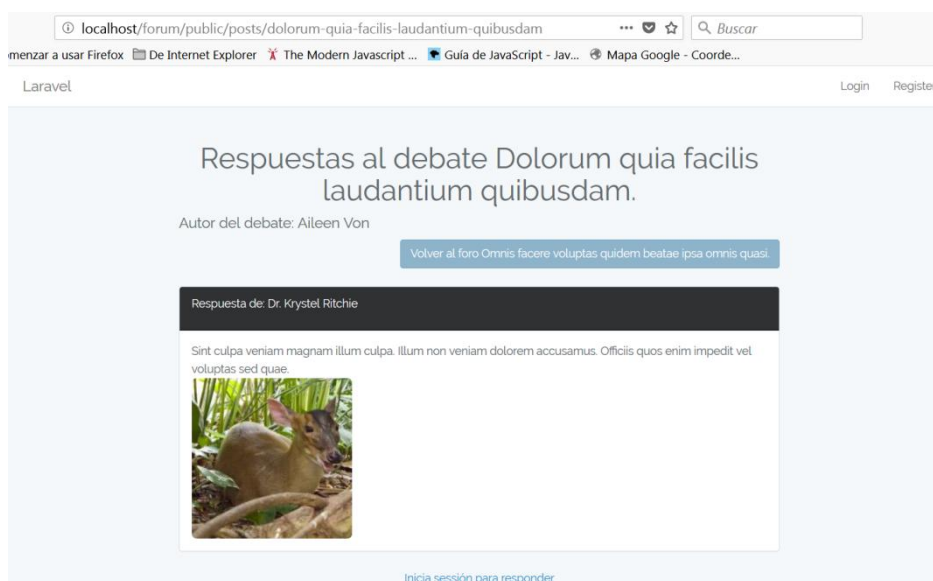 localhost/forum/public/posts/dolorum-quia-facilis-laudantium-quibusdam
Buscar
omenzar a usar Firefox De Internet Explorer The Modern Javascript ... Guía de JavaScript - Jav... Mapa Google - Coorde...
Laravel Login Registe
Respuestas al debate Dolorum quia facilis
laudantium quibusdam.
Autor del debate: Aileen Von
Volver al foro Omnis facere voluptas quidem beatae ipsa omnis quasi.
Respuesta de: Dr. Krystel Ritchie
Sint culpa veniam magnam illum culpa. Illum non veniam dolorem accusamus. Officiis quos enim impedit vel
voluptas sed quae.
Inicia sesión para responder